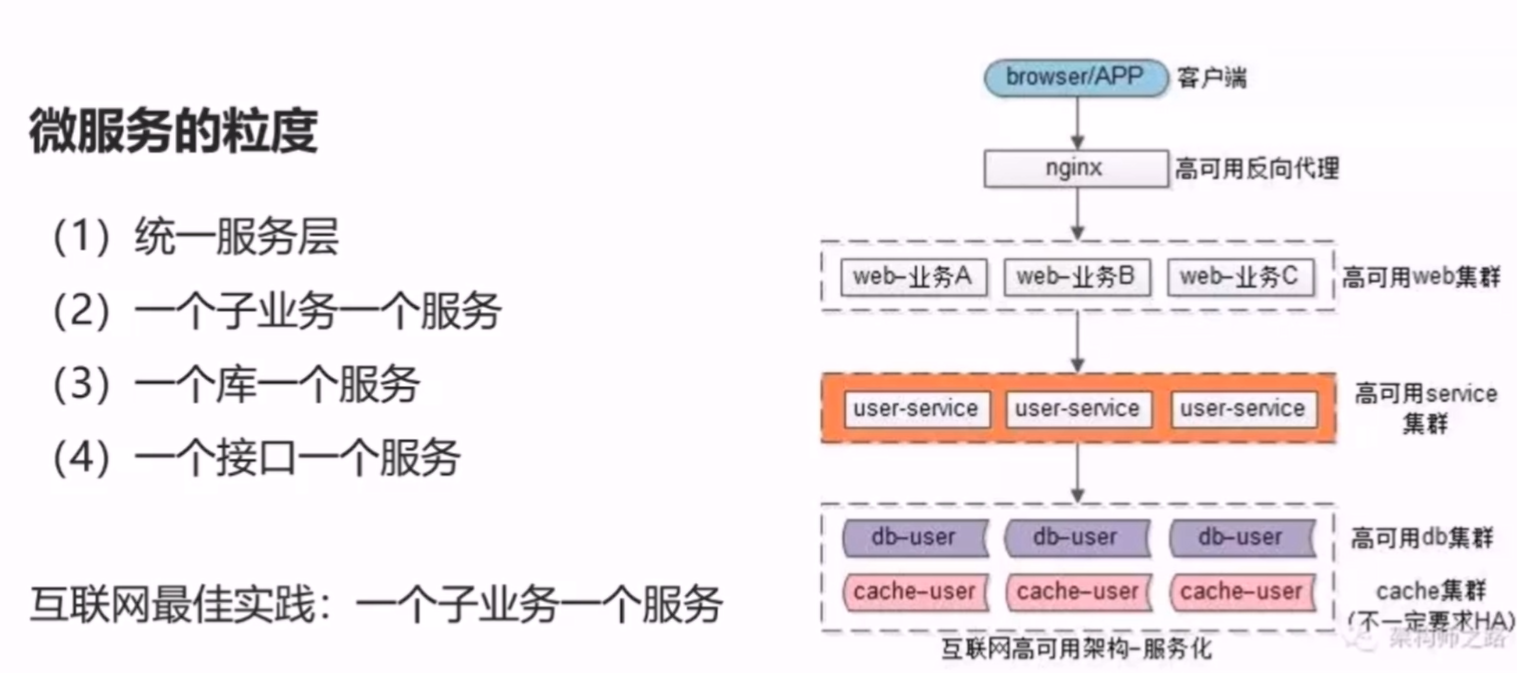 微服务的粒度
（1）统一服务层
（2）一个子业务一个服务
（3）一个库一个服务
（4）一个接口一个服务
互联网最佳实践：一个子业务一个服务
browser/APP 客户端
nginx 高可用反向代理
web-业务A web-业务B web-业务C 高可用web集群
user-service user-service user-service 高可用service
集群
db-user db-user db-user 高可用db集群
cache-user cache-user cache-user cache集群
(不一定要求HA)
互联网高可用架构-服务化
架构师之路